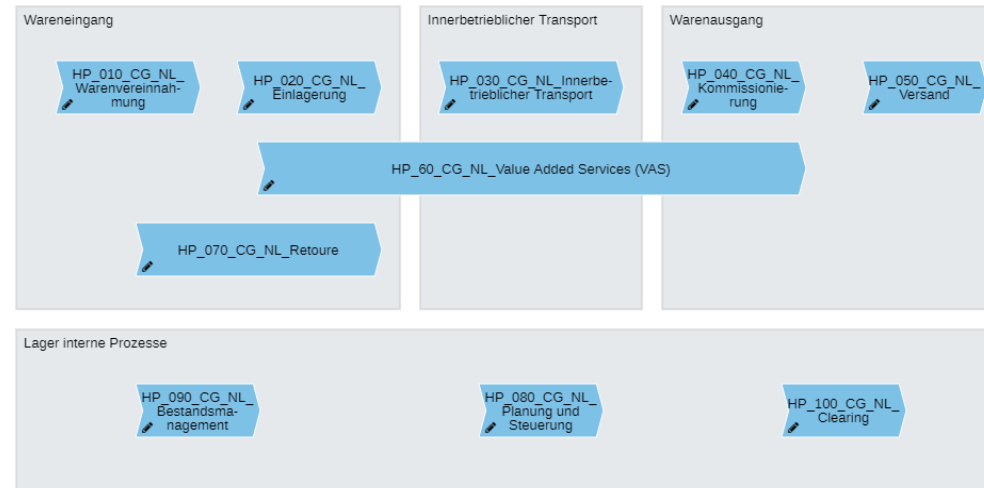 Wareneingang
Innerbetrieblicher Transport
Warenausgang
HP_010_CG_NL_
Warenvereinnah-
mung
HP_020_CG_NL_
Einlagerung
HP_030_CG_NL_Innerbe-
trieblicher Transport
HP_040_CG_NL_
Kommissionie-
rung
HP_050_CG_NL_
Versand
HP_60_CG_NL_Value Added Services (VAS)
HP_070_CG_NL_Retoure
Lager interne Prozesse
HP_090_CG_NL_
Bestandsma-
nagement
HP_080_CG_NL_
Planung und
Steuerung
HP_100_CG_NL_
Clearing